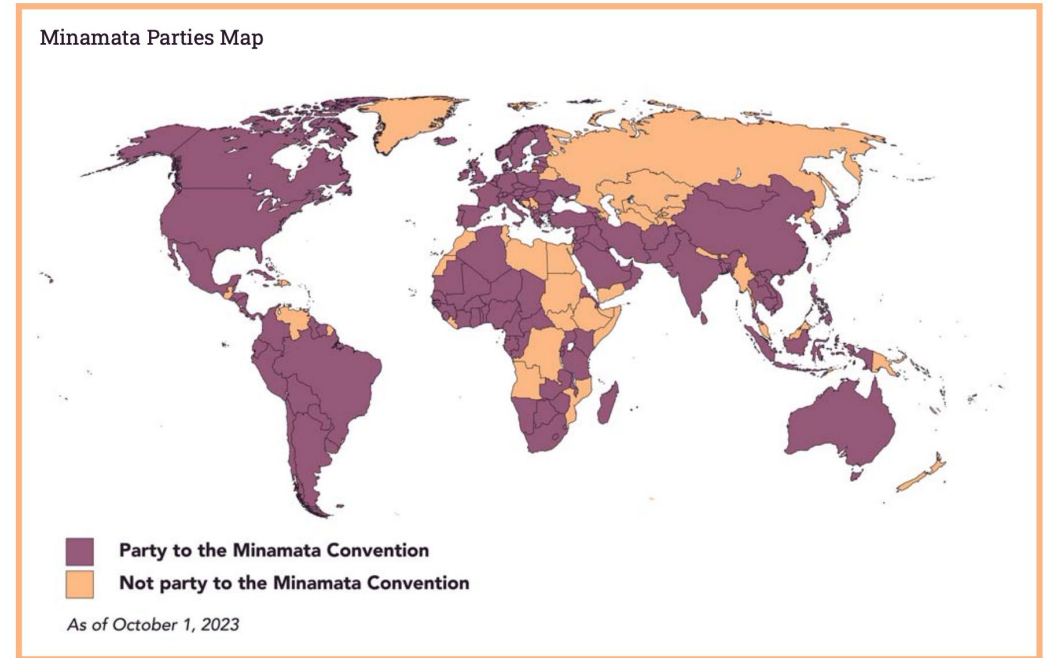 Minamata Parties Map
Party to the Minamata Convention
Not party to the Minamata Convention
As of October 1, 2023